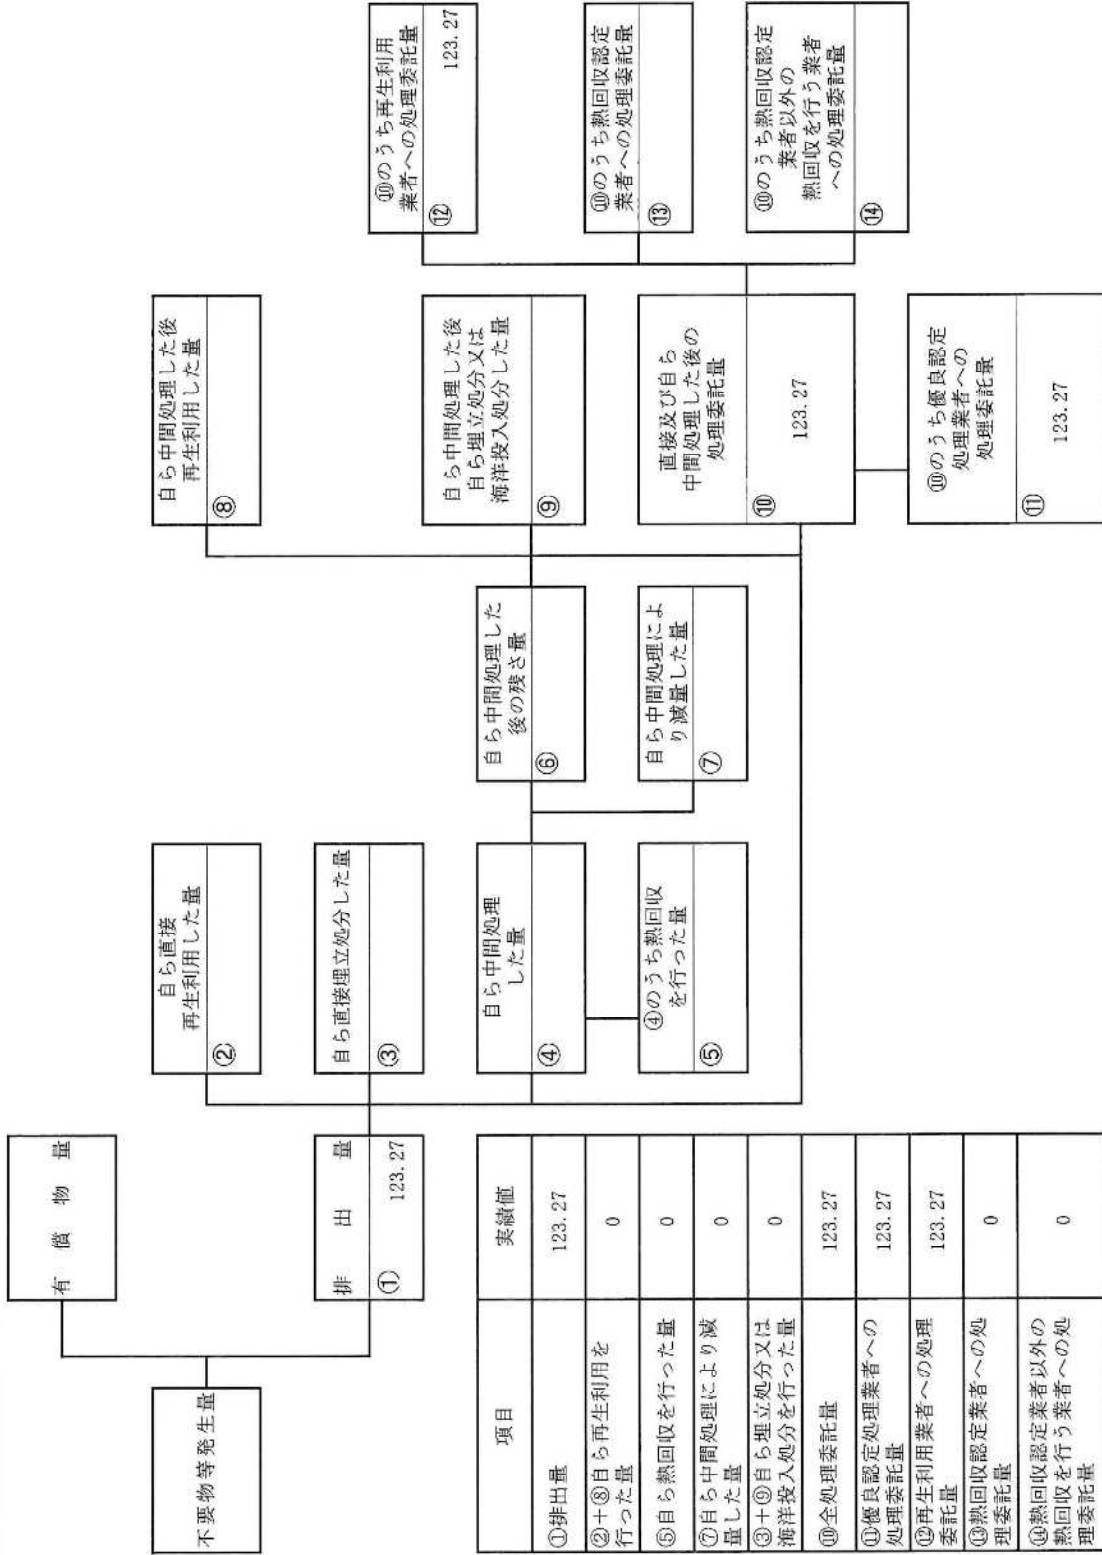 不要物等発生量
有償物量
排出量
① 123.27
自ら直接
再生利用した量
②
自ら直接埋立処分した量
③
自ら中間処理
した量
④
④のうち熱回収
を行った量
⑤
自ら中間処理した
後の残さ量
⑥
自ら中間処理によ
り減量した量
⑦
自ら中間処理した後
再生利用した量
⑧
自ら中間処理した後
自ら埋立処分又は
海洋投入処分した量
⑨
直接及び自ら
中間処理した後の
処理委託量
⑩ 123.27
⑩のうち優良認定
処理業者への
処理委託量
⑪ 123.27
⑩のうち再生利用
業者への処理委託量
⑫ 123.27
⑩のうち熱回収認定
業者への処理委託量
⑬
⑩のうち熱回収認定
業者以外の
熱回収を行う業者
への処理委託量
⑭
項目 実績値
①排出量 123.27
②+⑧自ら再生利用を
行った量 0
⑤自ら熱回収を行った量 0
⑦自ら中間処理により減
量した量 0
③+⑨自ら埋立処分又は
海洋投入処分を行った量 0
⑩全処理委託量 123.27
⑪優良認定処理業者への
処理委託量 123.27
⑫再生利用業者への処理
委託量 123.27
⑬熱回収認定業者への処
理委託量 0
⑭熱回収認定業者以外の
熱回収を行う業者への処
理委託量 0